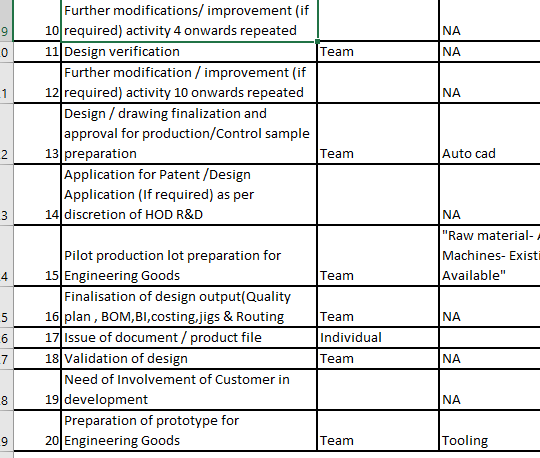 Further modifications/ improvement (if
9 10 required) activity 4 onwards repeated NA
0 11 Design verification Team NA
Further modification / improvement (if
1 12 required) activity 10 onwards repeated NA
Design / drawing finalization and
approval for production/Control sample
2 13 preparation Team Auto cad
Application for Patent /Design
Application (If required) as per
3 14 discretion of HOD R&D NA
"Raw material- A
Pilot production lot preparation for Machines- Existi
4 15 Engineering Goods Team Available"
Finalisation of design output(Quality
5 16 plan , BOM,BI,costing,jigs & Routing Team NA
6 17 Issue of document / product file Individual
7 18 Validation of design Team NA
Need of Involvement of Customer in
8 19 development NA
Preparation of prototype for
9 20 Engineering Goods Team Tooling